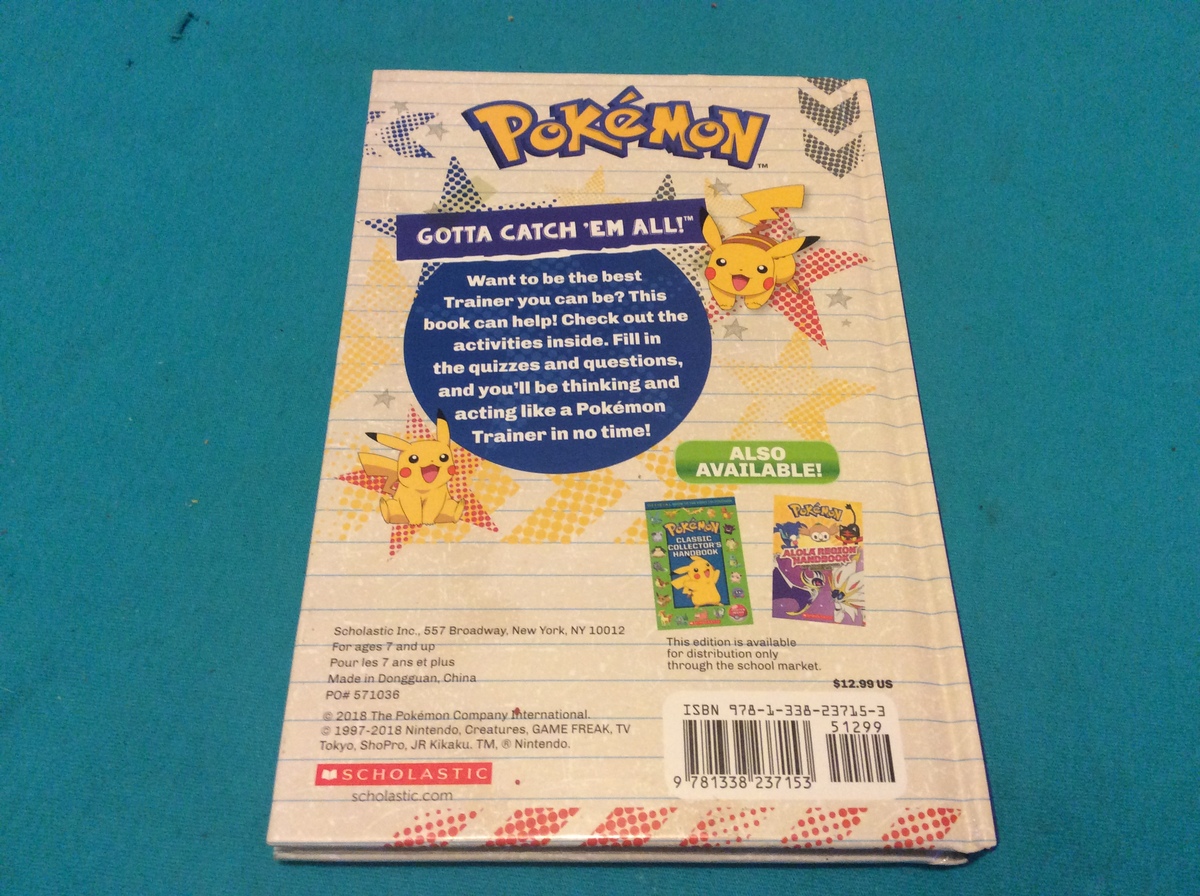 POKéMON™
GOTTA CATCH 'EM ALL!™
Want to be the best
Trainer you can be? This
book can help! Check out the
activities inside. Fill in
the quizzes and questions,
and you'll be thinking and
acting like a Pokémon
Trainer in no time!
ALSO
AVAILABLE!
POKéMON
CLASSIC
COLLECTOR'S
HANDBOOK
POKéMON
ALOLA REGION
HANDBOOK
Scholastic Inc., 557 Broadway, New York, NY 10012
For ages 7 and up
Pour les 7 ans et plus
Made in Dongguan, China
PO# 571036
© 2018 The Pokémon Company International.
© 1997-2018 Nintendo, Creatures, GAME FREAK, TV
Tokyo, ShoPro, JR Kikaku. TM, ® Nintendo.
SCHOLASTIC
scholastic.com
This edition is available
for distribution only
through the school market.
$12.99 US
ISBN 978-1-338-23715-3
51299
9 781338 237153